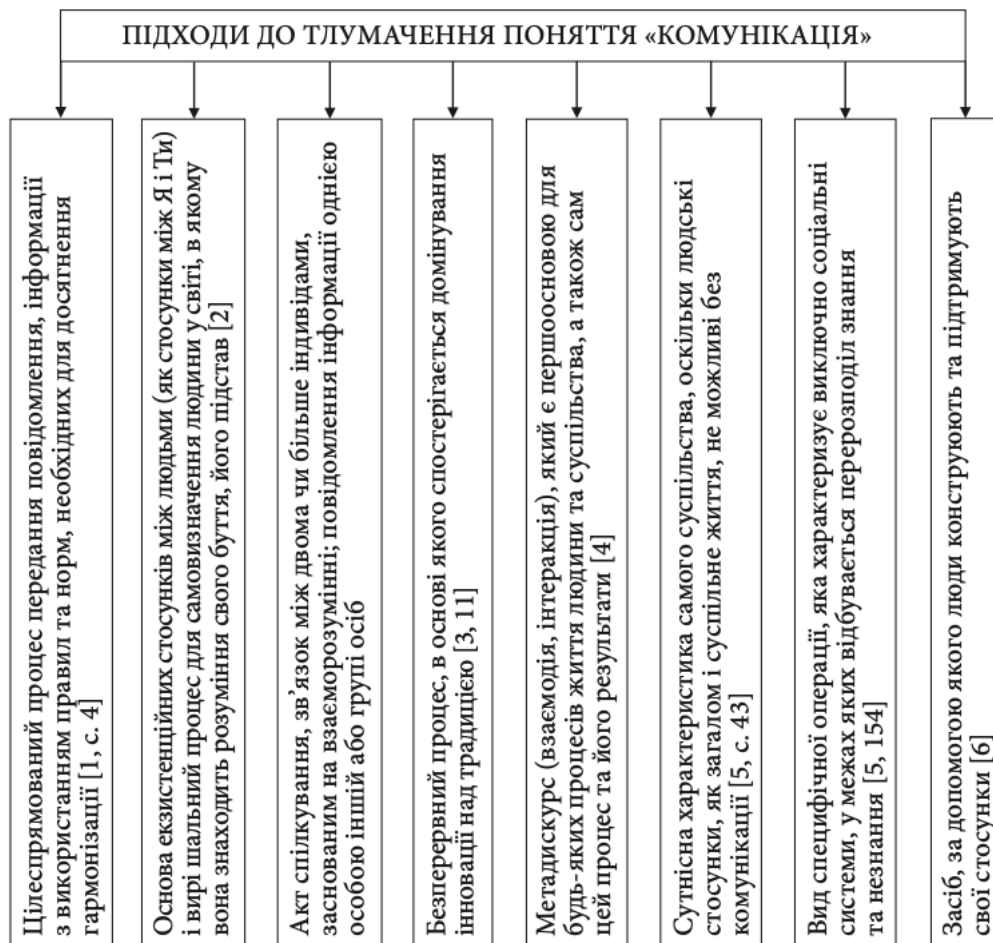 ПІДХОДИ ДО ТЛУМАЧЕННЯ ПОНЯТТЯ «КОМУНІКАЦІЯ»
Цілеспрямований процес передання повідомлення, інформації
з використанням правил та норм, необхідних для досягнення
гармонізації [1, с. 4]
Основа екзистенційних стосунків між людьми (як стосунки між Я і Ти)
і вирі шальний процес для самовизначення людини у світі, в якому
вона знаходить розуміння свого буття, його підстав [2]
Акт спілкування, зв’язок між двома чи більше індивідами,
заснованим на взаєморозумінні; повідомлення інформації однією
особою іншій або групі осіб
Безперервний процес, в основі якого спостерігається домінування
інновації над традицією [3, 11]
Метадискурс (взаємодія, інтеракція), який є першоосновою для
будь-яких процесів життя людини та суспільства, а також сам
цей процес та його результати [4]
Сутнісна характеристика самого суспільства, оскільки людські
стосунки, як загалом і суспільне життя, не можливі без
комунікації [5, с. 43]
Вид специфічної операції, яка характеризує виключно соціальні
системи, у межах яких відбувається перерозподіл знання
та незнання [5, 154]
Засіб, за допомогою якого люди конструюють та підтримують
свої стосунки [6]